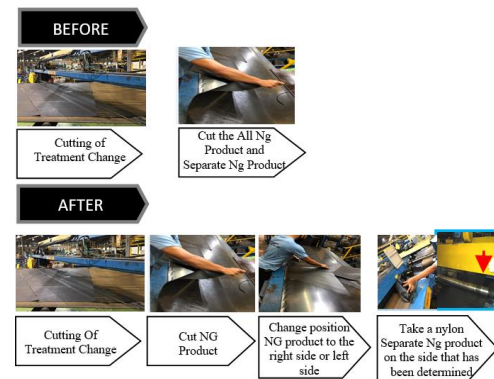 BEFORE
Cutting of
Treatment Change
Cut the All Ng
Product and
Separate Ng Product
AFTER
Cutting Of
Treatment Change
Cut NG
Product
Change position
NG product to the
right side or left
side
Take a nylon
Separate Ng product
on the side that has
been determined